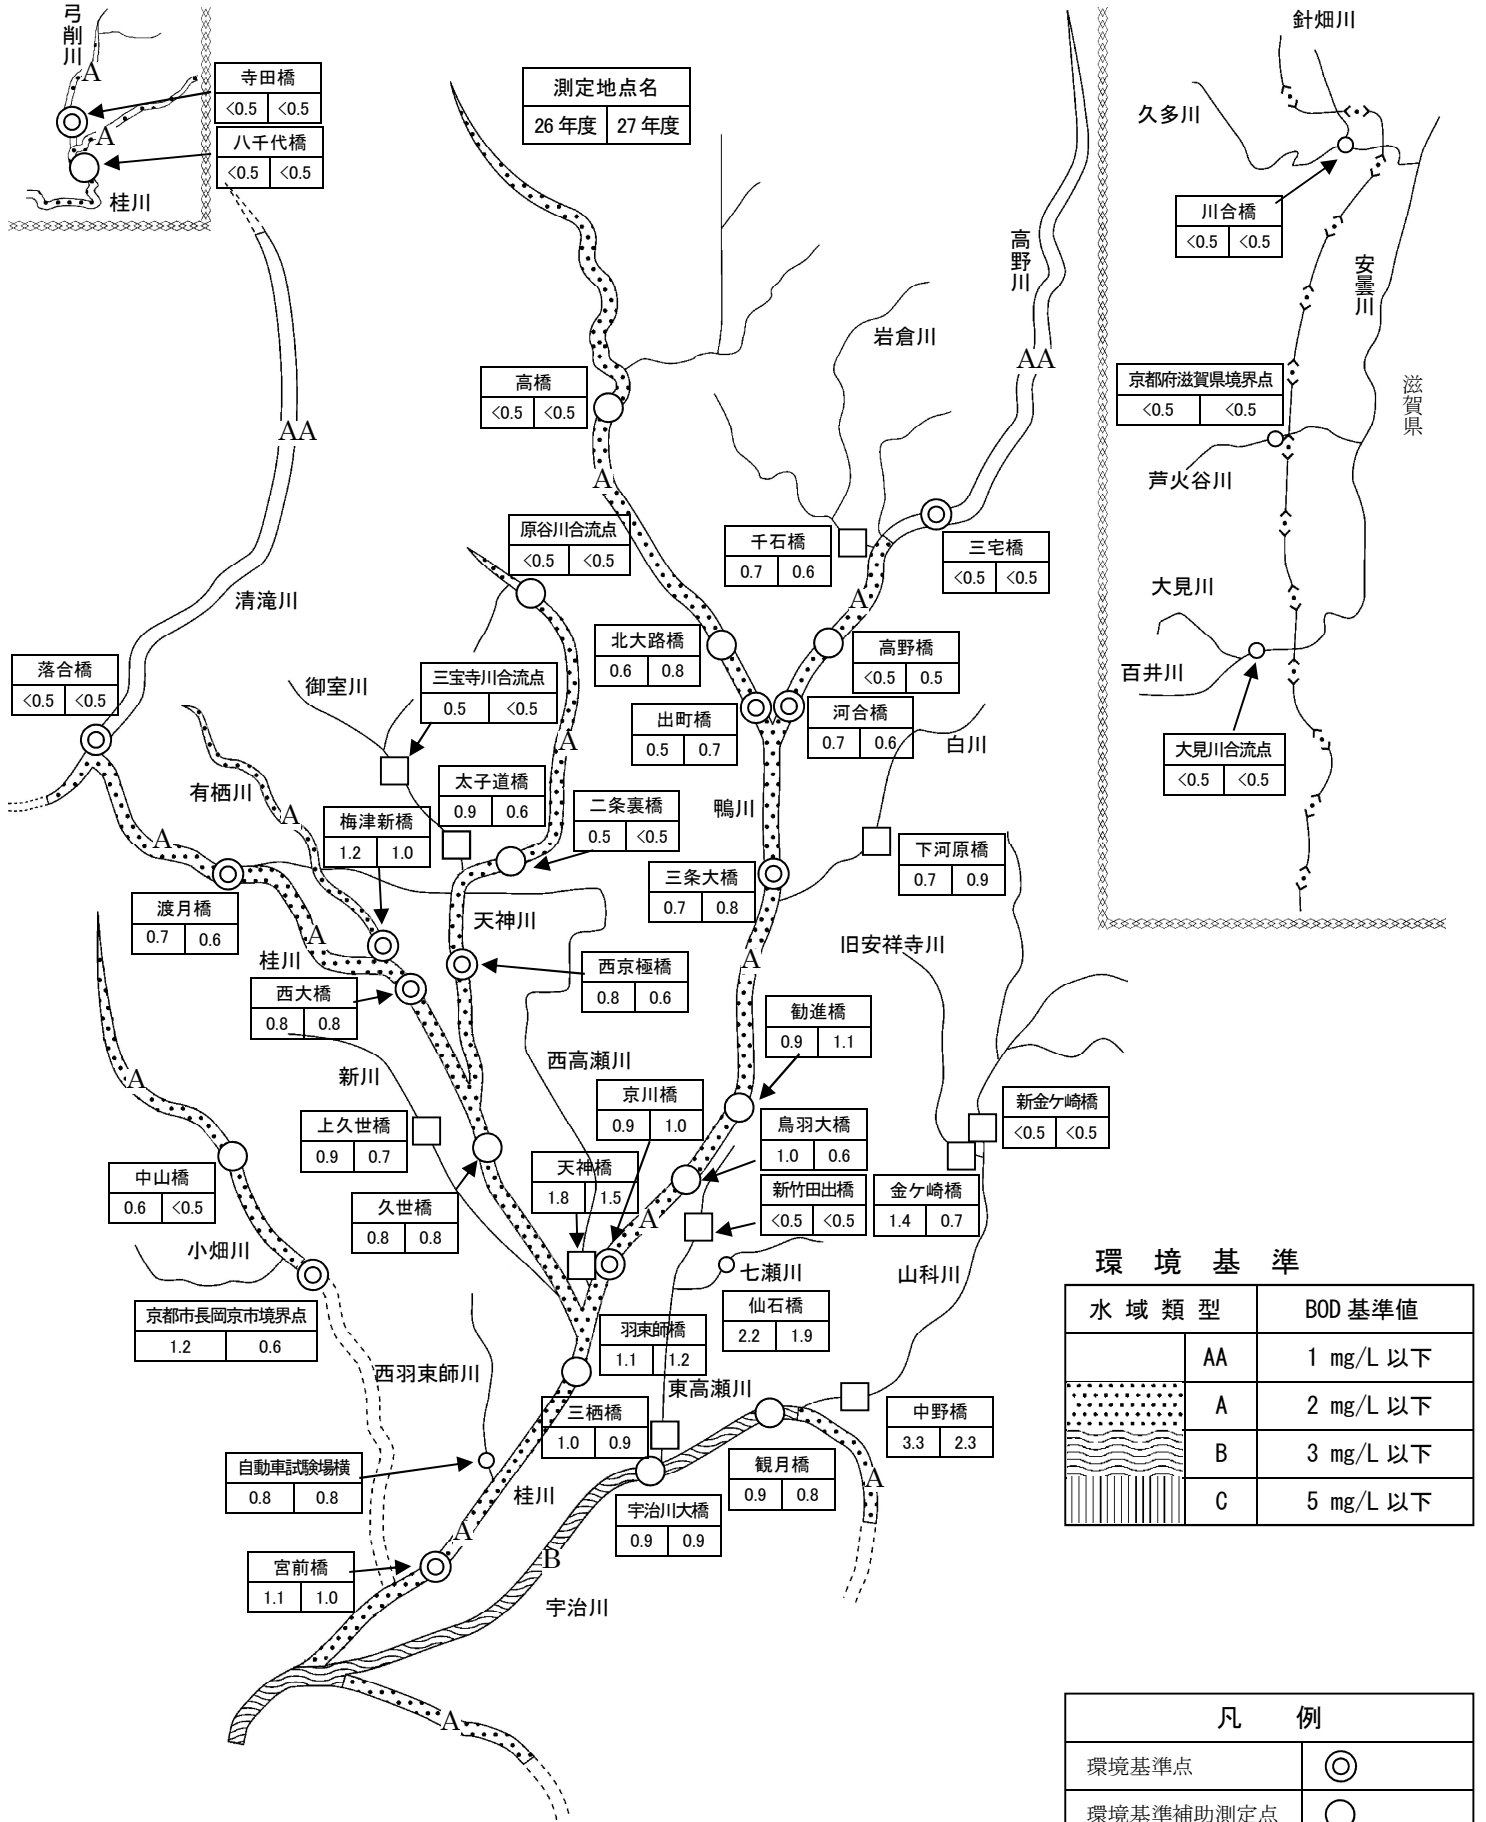 弓削川
A
寺田橋
<0.5 <0.5
A
八千代橋
<0.5 <0.5
桂川
測定地点名
26年度 27年度
針畑川
久多川
川合橋
<0.5 <0.5
安曇川
滋賀県
京都府滋賀県境界点
<0.5 <0.5
芦火谷川
大見川
百井川
大見川合流点
<0.5 <0.5
高野川
AA
岩倉川
高橋
<0.5 <0.5
AA
A
原谷川合流点
<0.5 <0.5
千石橋
0.7 0.6
三宅橋
<0.5 <0.5
清滝川
A
北大路橋
0.6 0.8
高野橋
<0.5 0.5
落合橋
<0.5 <0.5
御室川
三宝寺川合流点
0.5 <0.5
出町橋
0.5 0.7
河合橋
0.7 0.6
白川
A
有栖川
太子道橋
0.9 0.6
二条裏橋
0.5 <0.5
鴨川
A
梅津新橋
1.2 1.0
A
下河原橋
0.7 0.9
三条大橋
0.7 0.8
渡月橋
0.7 0.6
天神川
A
桂川
旧安祥寺川
A
西京極橋
0.8 0.6
西大橋
0.8 0.8
勧進橋
0.9 1.1
新川
西高瀬川
A
京川橋
0.9 1.0
新金ケ崎橋
<0.5 <0.5
上久世橋
0.9 0.7
鳥羽大橋
1.0 0.6
中山橋
0.6 <0.5
天神橋
1.8 1.5
新竹田出橋
<0.5 <0.5
金ケ崎橋
1.4 0.7
久世橋
0.8 0.8
A
小畑川
七瀬川
山科川
京都市長岡京市境界点
1.2 0.6
仙石橋
2.2 1.9
羽束師橋
1.1 1.2
西羽束師川
東高瀬川
三栖橋
1.0 0.9
中野橋
3.3 2.3
自動車試験場横
0.8 0.8
観月橋
0.9 0.8
A
桂川
宇治川大橋
0.9 0.9
A
B
宮前橋
1.1 1.0
宇治川
A
環境基準
水域類型 BOD基準値
AA 1 mg/L 以下
A 2 mg/L 以下
B 3 mg/L 以下
C 5 mg/L 以下
凡例
環境基準点
環境基準補助測定点